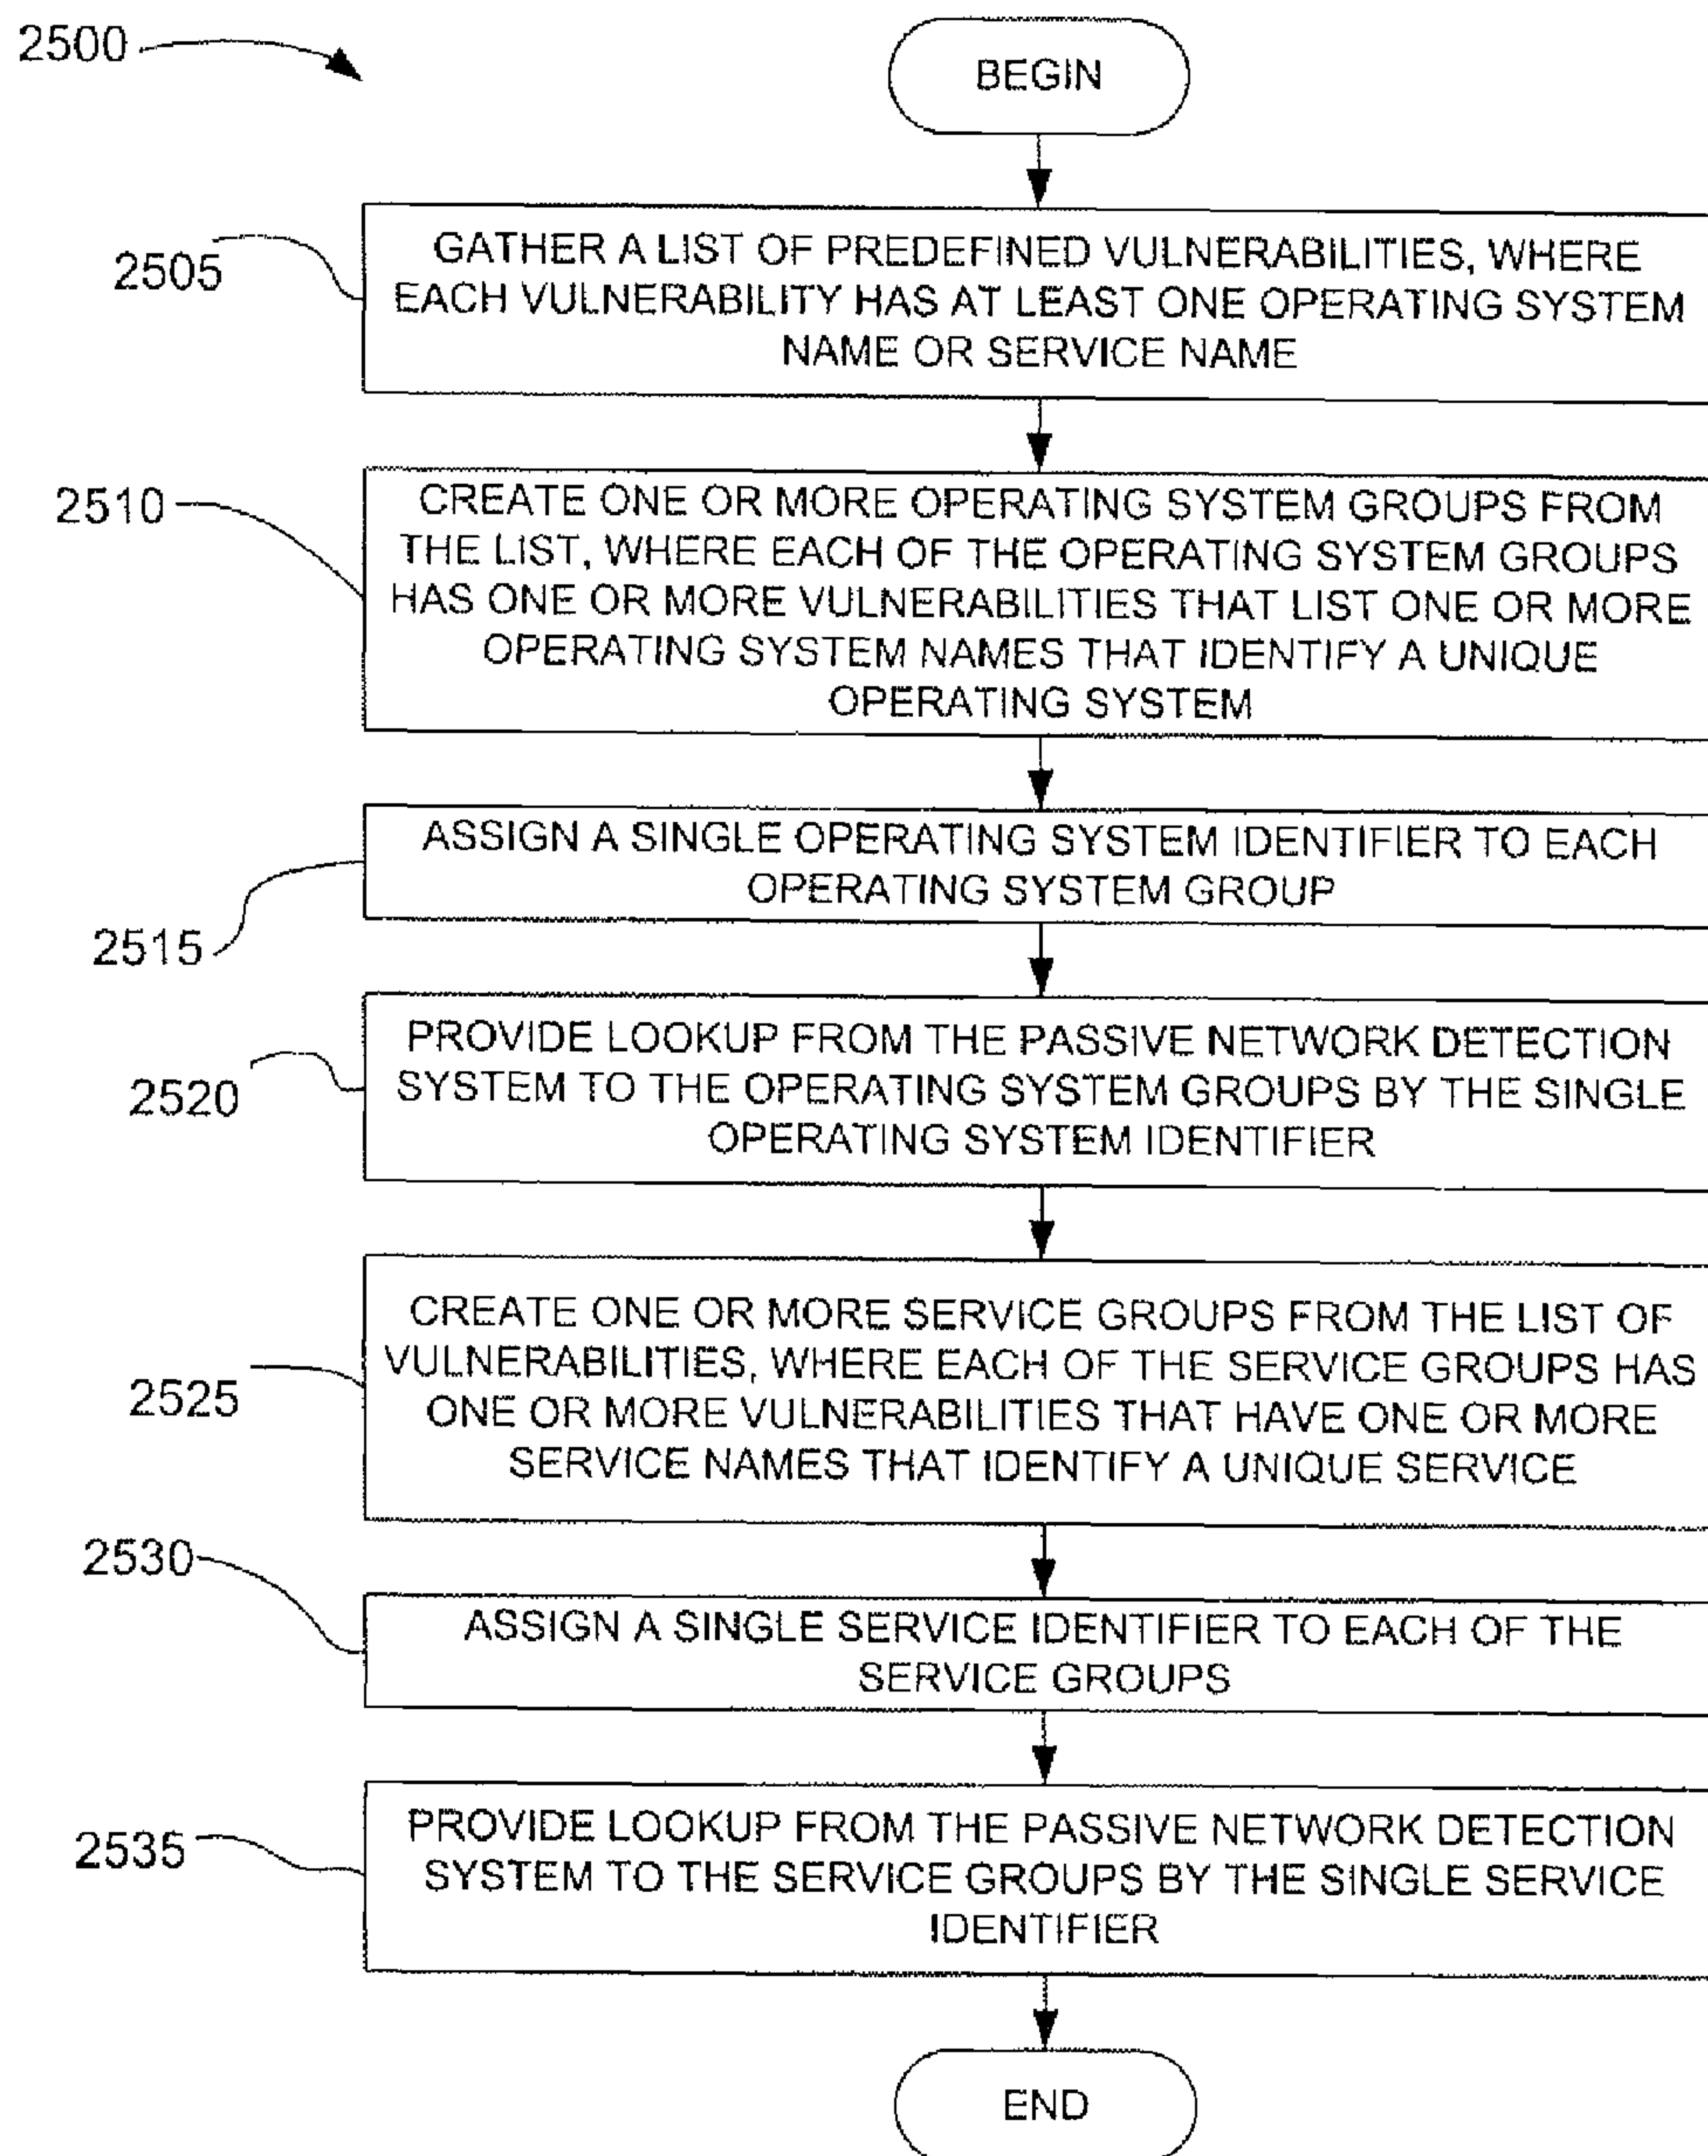 2500
BEGIN
2505
GATHER A LIST OF PREDEFINED VULNERABILITIES, WHERE
EACH VULNERABILITY HAS AT LEAST ONE OPERATING SYSTEM
NAME OR SERVICE NAME
2510
CREATE ONE OR MORE OPERATING SYSTEM GROUPS FROM
THE LIST, WHERE EACH OF THE OPERATING SYSTEM GROUPS
HAS ONE OR MORE VULNERABILITIES THAT LIST ONE OR MORE
OPERATING SYSTEM NAMES THAT IDENTIFY A UNIQUE
OPERATING SYSTEM
2515
ASSIGN A SINGLE OPERATING SYSTEM IDENTIFIER TO EACH
OPERATING SYSTEM GROUP
2520
PROVIDE LOOKUP FROM THE PASSIVE NETWORK DETECTION
SYSTEM TO THE OPERATING SYSTEM GROUPS BY THE SINGLE
OPERATING SYSTEM IDENTIFIER
2525
CREATE ONE OR MORE SERVICE GROUPS FROM THE LIST OF
VULNERABILITIES, WHERE EACH OF THE SERVICE GROUPS HAS
ONE OR MORE VULNERABILITIES THAT HAVE ONE OR MORE
SERVICE NAMES THAT IDENTIFY A UNIQUE SERVICE
2530
ASSIGN A SINGLE SERVICE IDENTIFIER TO EACH OF THE
SERVICE GROUPS
2535
PROVIDE LOOKUP FROM THE PASSIVE NETWORK DETECTION
SYSTEM TO THE SERVICE GROUPS BY THE SINGLE SERVICE
IDENTIFIER
END